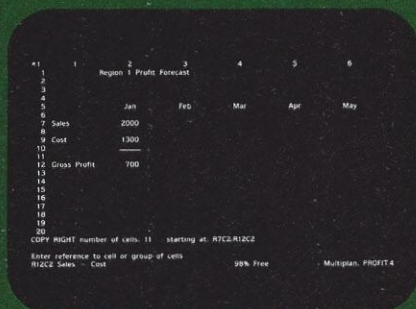 #1 1 2 3 4 5 6
1 Region 1 Profit Forecast
2
3
4
5 Jan Feb Mar Apr May
6
7 Sales 2000
8
9 Cost 1300
10
11
12 Gross Profit 700
13
14
15
16
17
18
19
20
COPY RIGHT number of cells: 11 starting at: R7C2:R12C2
Enter reference to cell or group of cells
R12C2 Sales - Cost 98% Free Multiplan: PROFIT.4